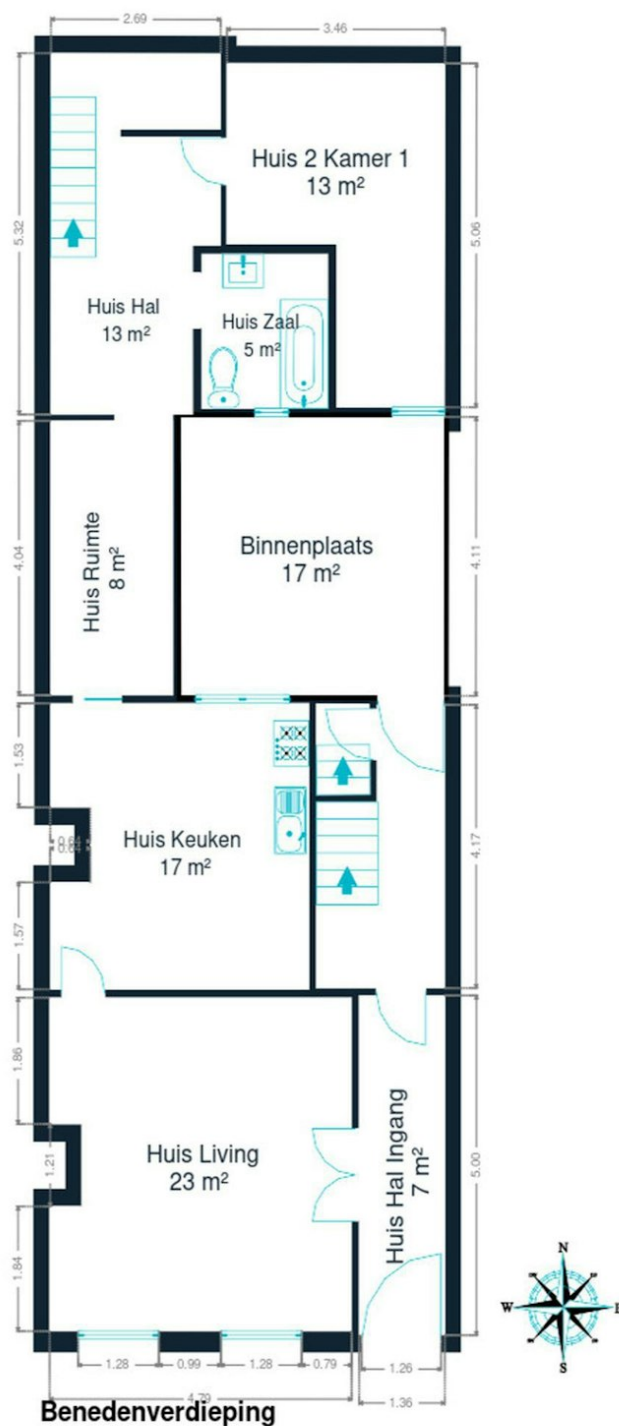 2.69
3.46
Huis 2 Kamer 1
13 m²
5.32
5.06
Huis Hal
13 m²
Huis Zaal
5 m²
Binnenplaats
17 m²
Huis Ruimte
8 m²
4.04
4.11
1.53
Huis Keuken
17 m²
4.17
1.57
1.86
Huis Living
23 m²
Huis Hal Ingang
7 m²
1.21
5.00
1.84
N
W
E
S
1.28
0.99
1.28
0.79
1.26
4.79
1.36
Benedenverdieping